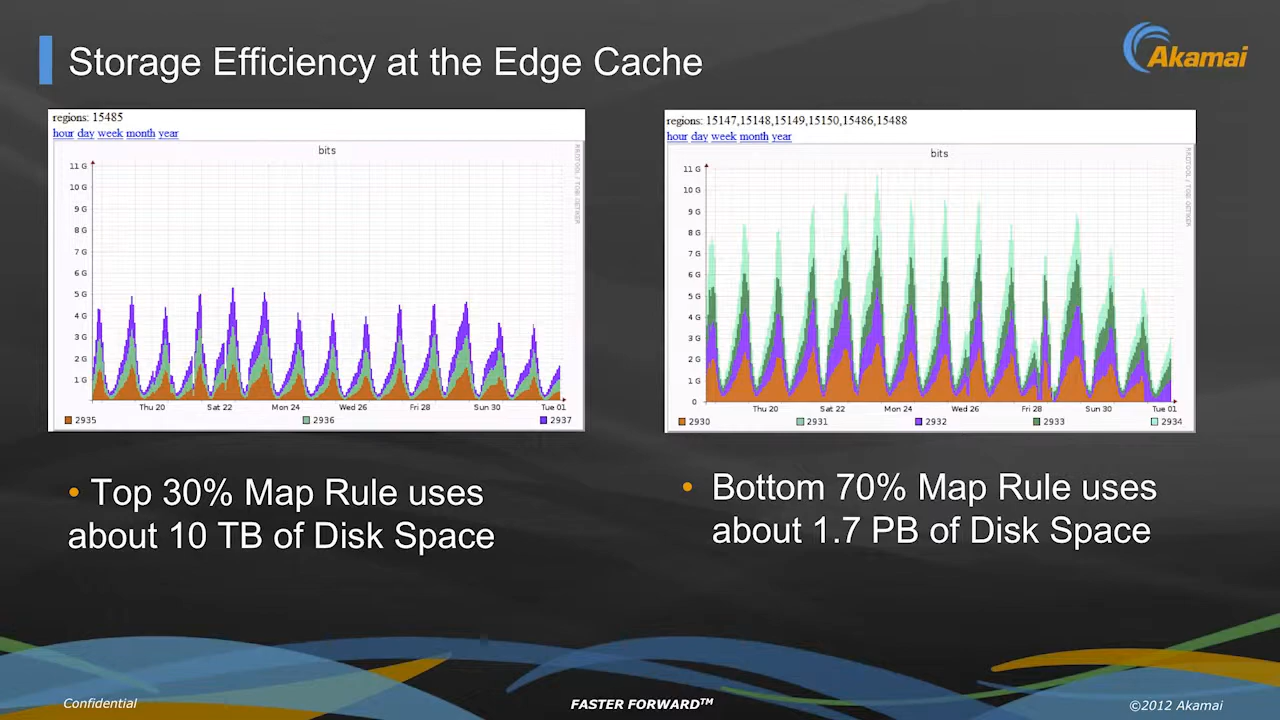 Storage Efficiency at the Edge Cache
Akamai
regions: 15485
hour day week month year
bits
RRDTOOL / TOBI OETIKER
11 G
10 G
9 G
8 G
7 G
6 G
5 G
4 G
3 G
2 G
1 G
Thu 20 Sat 22 Mon 24 Wed 26 Fri 28 Sun 30 Tue 01
2935 2936 2937
regions: 15147,15148,15149,15150,15486,15488
hour day week month year
bits
RRDTOOL / TOBI OETIKER
11 G
10 G
9 G
8 G
7 G
6 G
5 G
4 G
3 G
2 G
1 G
0
Thu 20 Sat 22 Mon 24 Wed 26 Fri 28 Sun 30 Tue 01
2930 2931 2932 2933 2934
• Top 30% Map Rule uses
about 10 TB of Disk Space
• Bottom 70% Map Rule uses
about 1.7 PB of Disk Space
Confidential
FASTER FORWARD™
©2012 Akamai